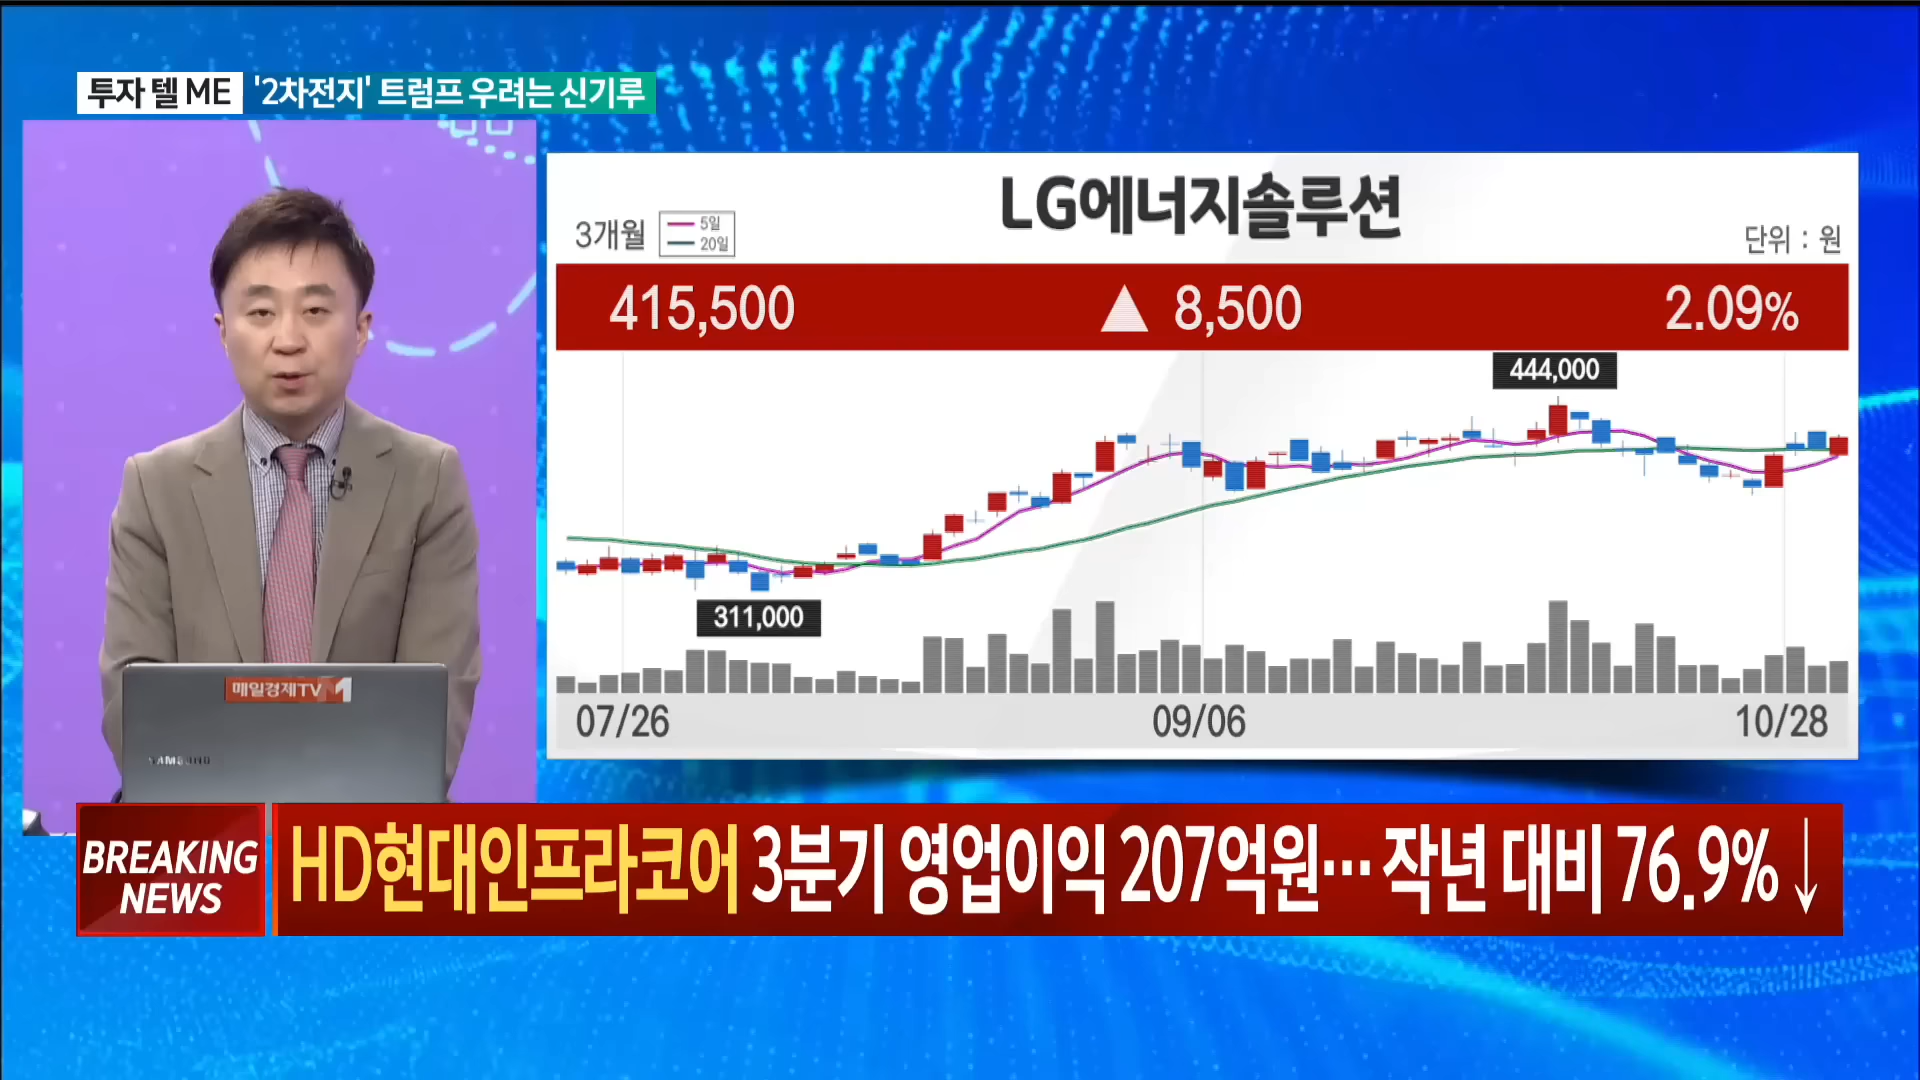 투자 텔 ME '2차전지' 트럼프 우려는 신기루
LG에너지솔루션
3개월
5일
20일
단위 : 원
415,500 ▲ 8,500 2.09%
444,000
311,000
07/26 09/06 10/28
매일경제TV M
SAMSUNG
BREAKING NEWS
HD현대인프라코어 3분기 영업이익 207억원… 작년 대비 76.9%↓